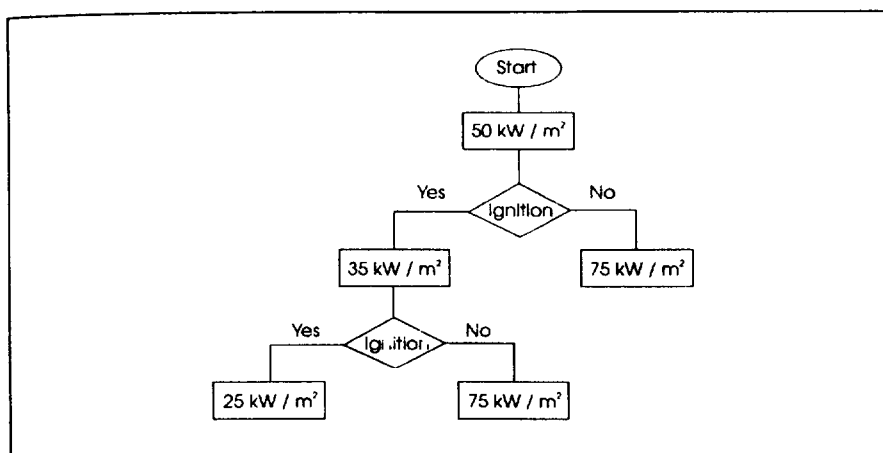 Start
50 kW / m²
Yes
No
Ignition
35 kW / m²
75 kW / m²
Yes
No
Ignition
25 kW / m²
75 kW / m²